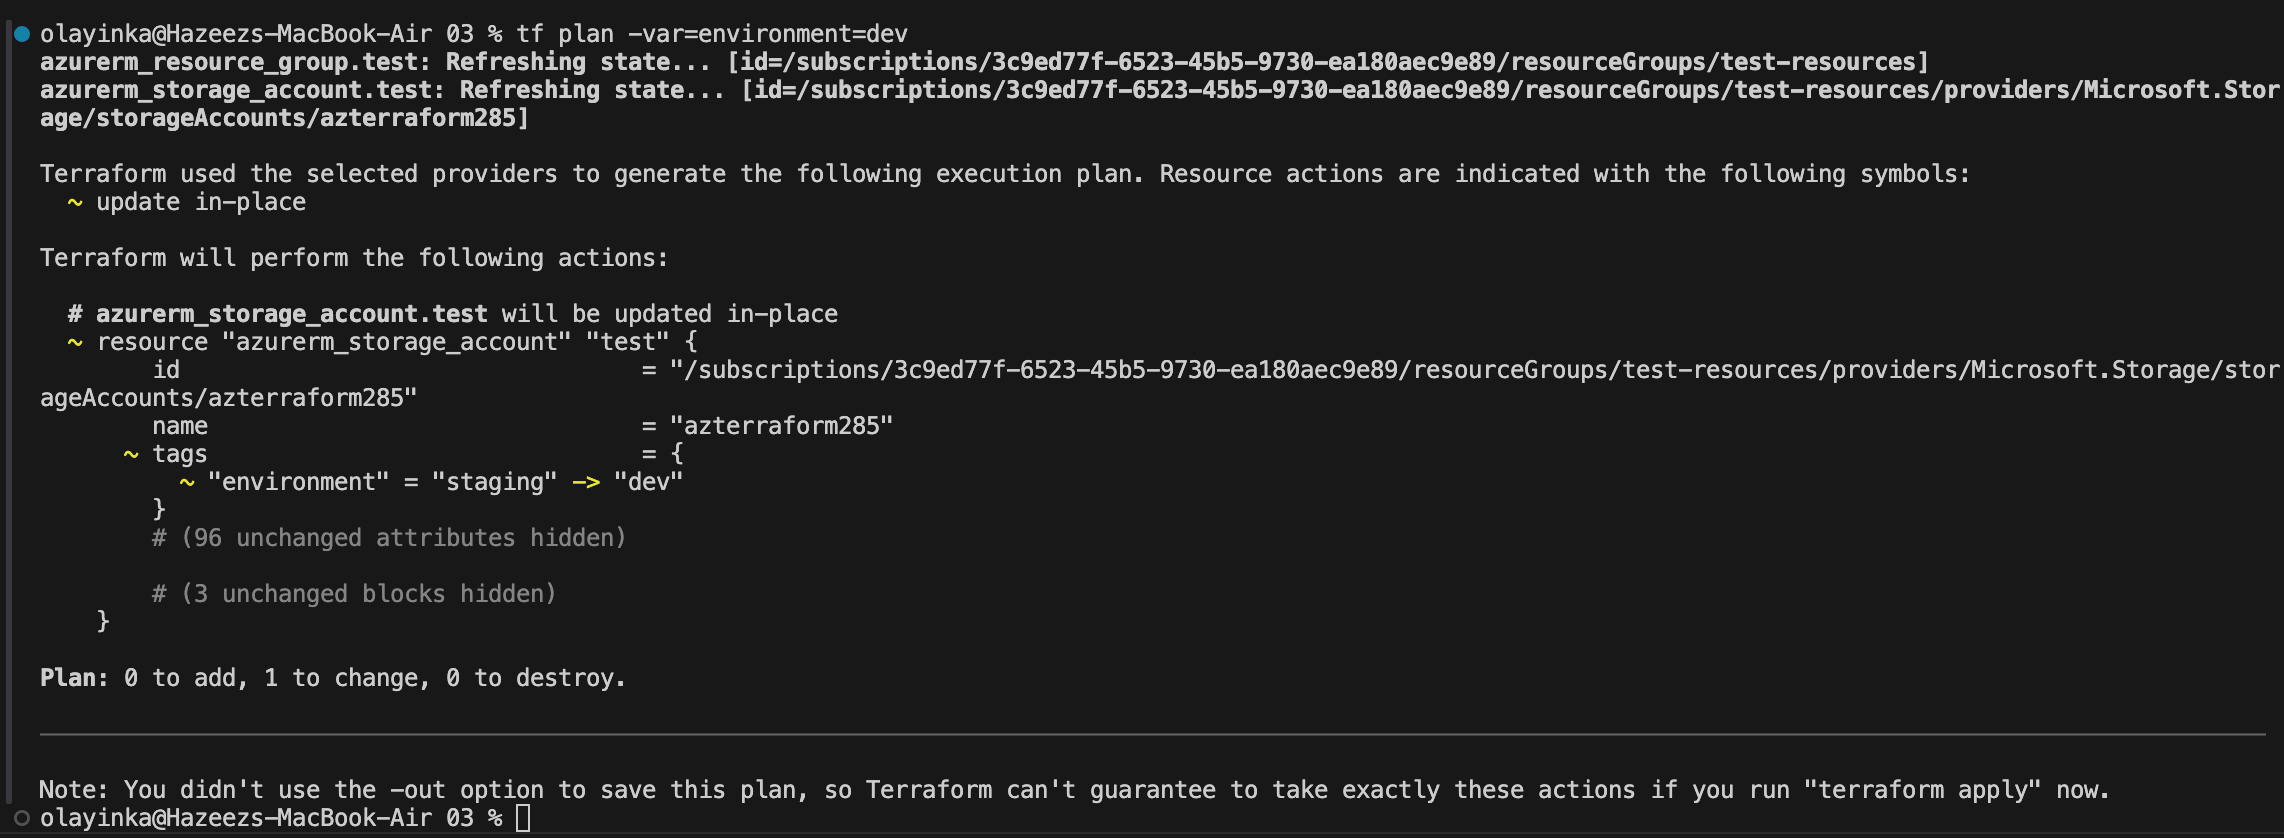 olayinka@Hazeezs-MacBook-Air 03 % tf plan -var=environment=dev
azurerm_resource_group.test: Refreshing state... [id=/subscriptions/3c9ed77f-6523-45b5-9730-ea180aec9e89/resourceGroups/test-resources]
azurerm_storage_account.test: Refreshing state... [id=/subscriptions/3c9ed77f-6523-45b5-9730-ea180aec9e89/resourceGroups/test-resources/providers/Microsoft.Stor
age/storageAccounts/azterraform285]

Terraform used the selected providers to generate the following execution plan. Resource actions are indicated with the following symbols:
  ~ update in-place

Terraform will perform the following actions:

  # azurerm_storage_account.test will be updated in-place
  ~ resource "azurerm_storage_account" "test" {
        id                                 = "/subscriptions/3c9ed77f-6523-45b5-9730-ea180aec9e89/resourceGroups/test-resources/providers/Microsoft.Storage/stor
ageAccounts/azterraform285"
        name                               = "azterraform285"
      ~ tags                               = {
          ~ "environment" = "staging" -> "dev"
        }
        # (96 unchanged attributes hidden)

        # (3 unchanged blocks hidden)
    }

Plan: 0 to add, 1 to change, 0 to destroy.

Note: You didn't use the -out option to save this plan, so Terraform can't guarantee to take exactly these actions if you run "terraform apply" now.
olayinka@Hazeezs-MacBook-Air 03 %